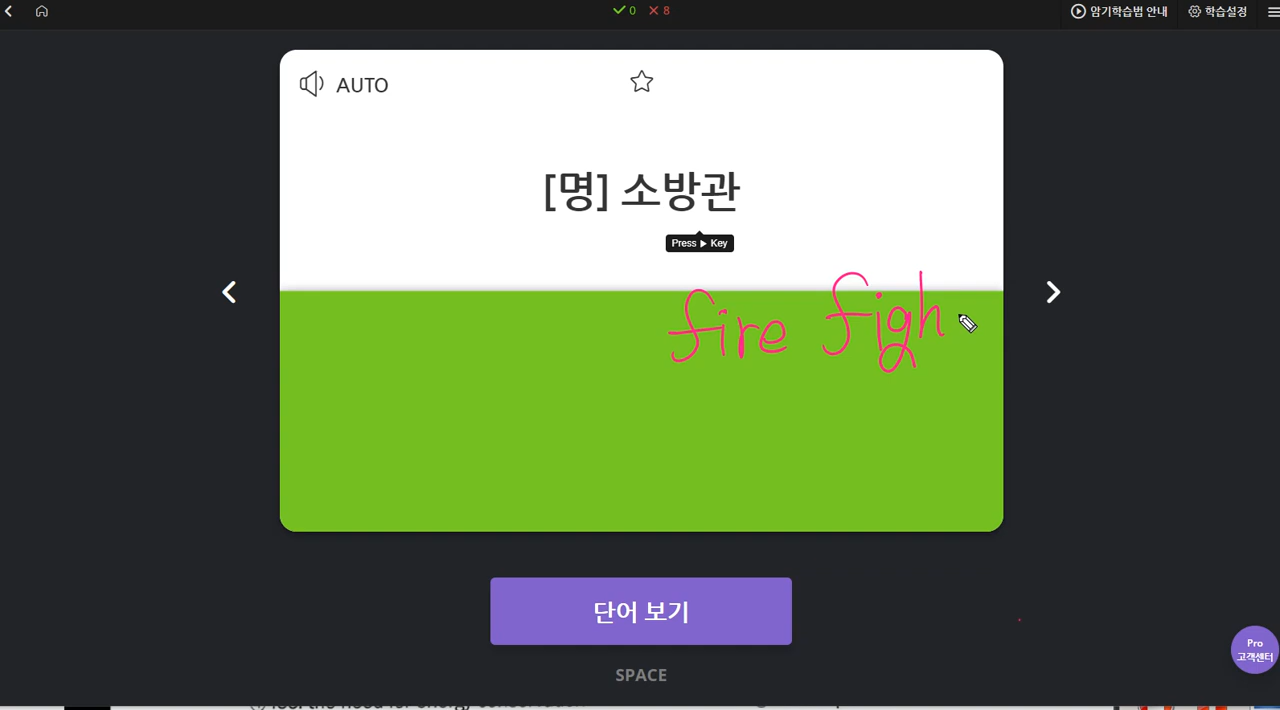 0 8 암기학습법 안내 학습설정
AUTO
[명] 소방관
Press ▶ Key
fire figh
단어 보기
Pro
고객센터
SPACE